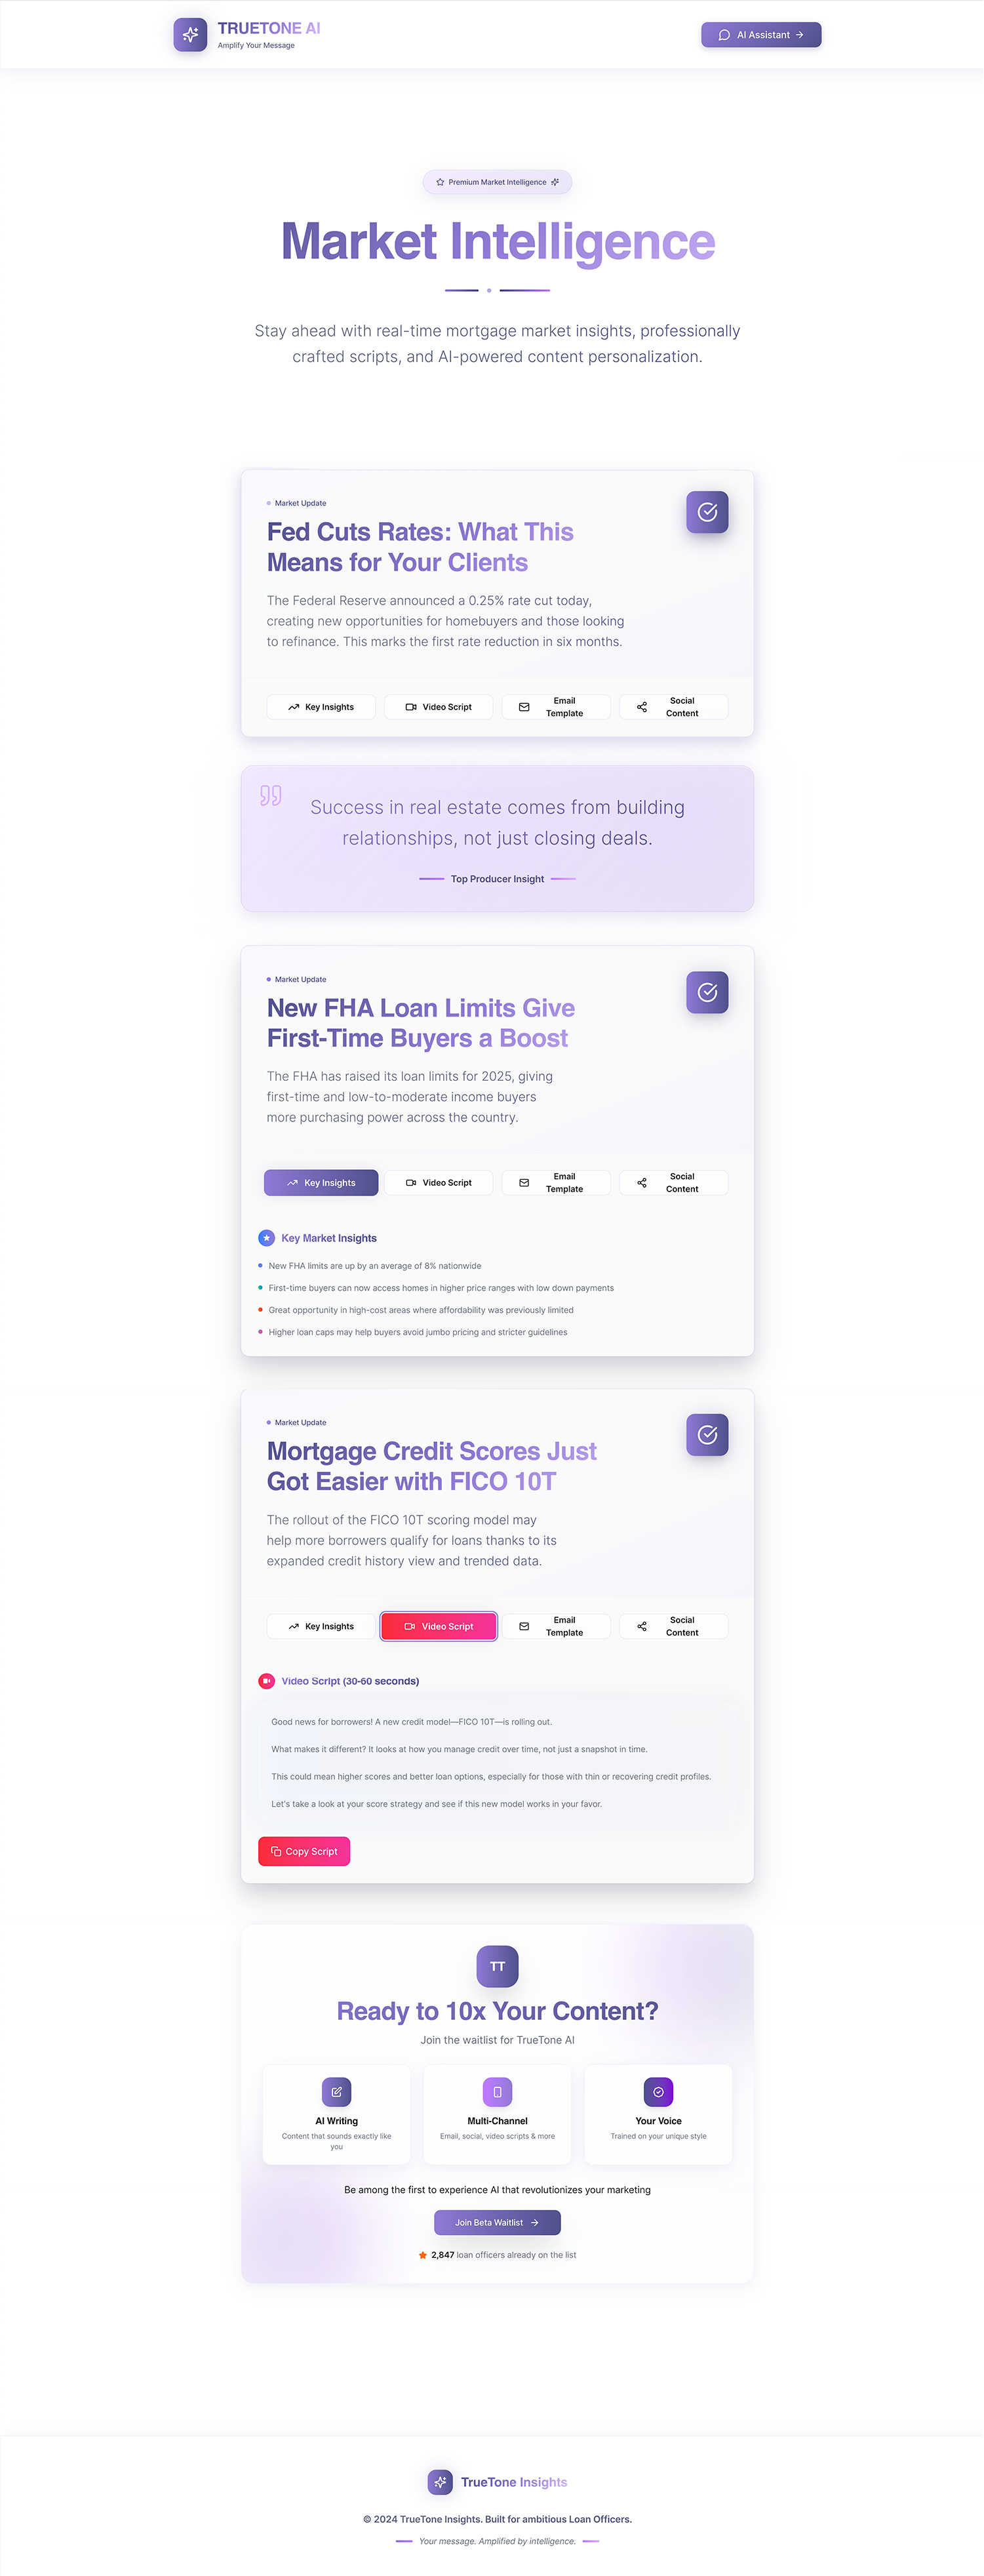 TRUETONE AI
Amplify Your Message
AI Assistant
Premium Market Intelligence
Market Intelligence
Stay ahead with real-time mortgage market insights, professionally
crafted scripts, and AI-powered content personalization.
Market Update
Fed Cuts Rates: What This
Means for Your Clients
The Federal Reserve announced a 0.25% rate cut today,
creating new opportunities for homebuyers and those looking
to refinance. This marks the first rate reduction in six months.
Key Insights
Video Script
Email
Template
Social
Content
Success in real estate comes from building
relationships, not just closing deals.
Top Producer Insight
Market Update
New FHA Loan Limits Give
First-Time Buyers a Boost
The FHA has raised its loan limits for 2025, giving
first-time and low-to-moderate income buyers
more purchasing power across the country.
Key Insights
Video Script
Email
Template
Social
Content
Key Market Insights
New FHA limits are up by an average of 8% nationwide
First-time buyers can now access homes in higher price ranges with low down payments
Great opportunity in high-cost areas where affordability was previously limited
Higher loan caps may help buyers avoid jumbo pricing and stricter guidelines
Market Update
Mortgage Credit Scores Just
Got Easier with FICO 10T
The rollout of the FICO 10T scoring model may
help more borrowers qualify for loans thanks to its
expanded credit history view and trended data.
Key Insights
Video Script
Email
Template
Social
Content
Video Script (30-60 seconds)
Good news for borrowers! A new credit model—FICO 10T—is rolling out.
What makes it different? It looks at how you manage credit over time, not just a snapshot in time.
This could mean higher scores and better loan options, especially for those with thin or recovering credit profiles.
Let's take a look at your score strategy and see if this new model works in your favor.
Copy Script
TT
Ready to 10x Your Content?
Join the waitlist for TrueTone AI
AI Writing
Content that sounds exactly like
you
Multi-Channel
Email, social, video scripts & more
Your Voice
Trained on your unique style
Be among the first to experience AI that revolutionizes your marketing
Join Beta Waitlist
2,847 loan officers already on the list
TrueTone Insights
© 2024 TrueTone Insights. Built for ambitious Loan Officers.
Your message. Amplified by intelligence.